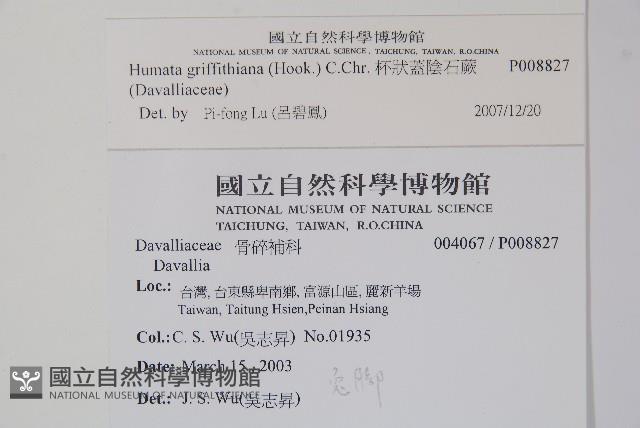 國立自然科學博物館
NATIONAL MUSEUM OF NATURAL SCIENCE, TAICHUNG, TAIWAN, R.O.CHINA
Humata griffithiana (Hook.) C.Chr. 杯狀蓋陰石蕨 P008827
(Davalliaceae)
Det. by Pi-fong Lu (呂碧鳳) 2007/12/20
國立自然科學博物館
NATIONAL MUSEUM OF NATURAL SCIENCE
TAICHUNG, TAIWAN, R.O.CHINA
Davalliaceae 骨碎補科 004067 / P008827
Davallia
Loc.: 台灣, 台東縣卑南鄉, 富源山區, 麗新羊場
Taiwan, Taitung Hsien,Peinan Hsiang
Col.: C. S. Wu(吳志昇) No.01935
Date: March 15, 2003
國立自然科學博物館
NATIONAL MUSEUM OF NATURAL SCIENCE
Det.: J. S. Wu(吳志昇)
兔腳